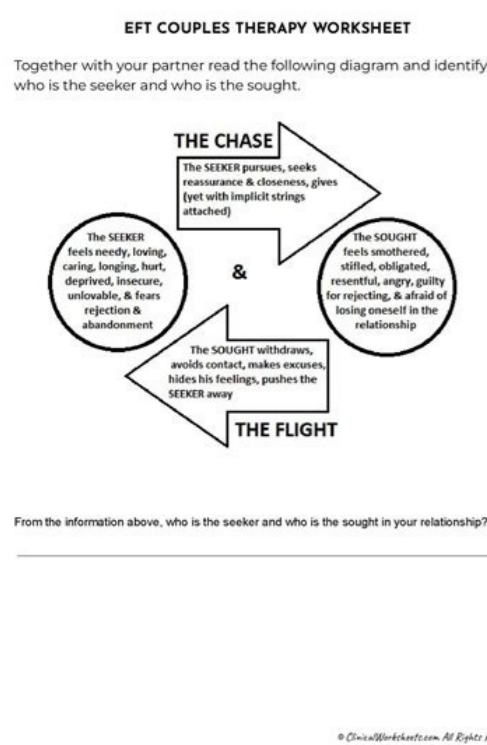 EFT COUPLES THERAPY WORKSHEET
Together with your partner read the following diagram and identify
who is the seeker and who is the sought.
THE CHASE
The SEEKER pursues, seeks
reassurance & closeness, gives
(yet with implicit strings
attached)
The SEEKER
feels needy, loving,
caring, longing, hurt,
deprived, insecure,
unlovable, & fears
rejection &
abandonment
&
The SOUGHT
feels smothered,
stifled, obligated,
resentful, angry, guilty
for rejecting, & afraid of
losing oneself in the
relationship
The SOUGHT withdraws,
avoids contact, makes excuses,
hides his feelings, pushes the
SEEKER away
THE FLIGHT
From the information above, who is the seeker and who is the sought in your relationship?
© ClinicalWorksheets.com All Rights